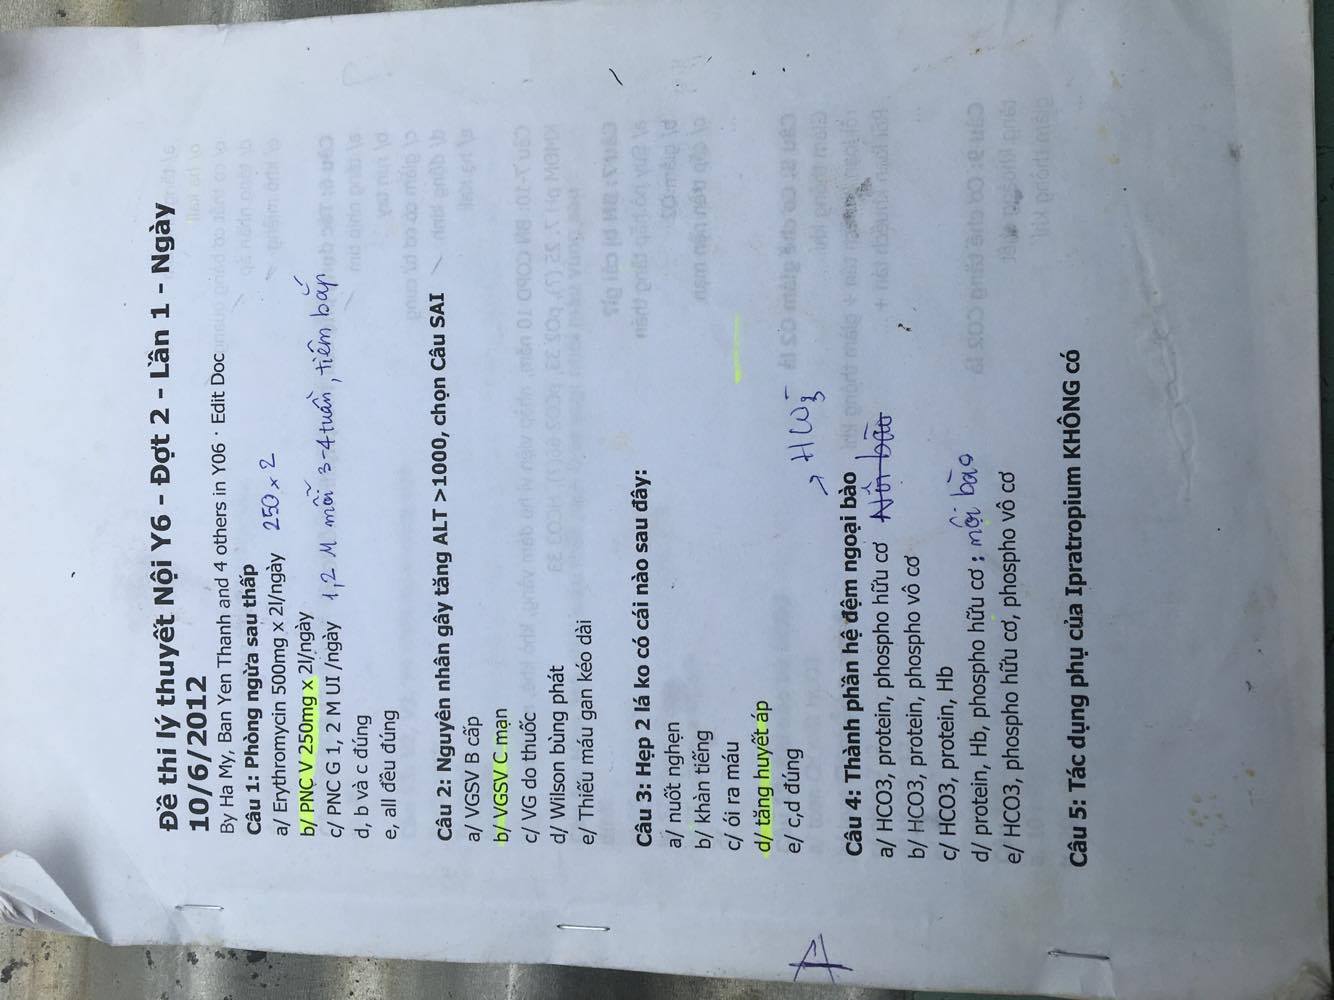 Đề thi lý thuyết Nội Y6 - Đợt 2 - Lần 1 - Ngày
10/6/2012
By Ha My, Ban Yen Thanh and 4 others in Y06 · Edit Doc
Câu 1: Phòng ngừa sau thấp
a/ Erythromycin 500mg x 2l/ngày 250 x 2
b/ PNC V 250mg x 2l/ngày
c/ PNC G 1, 2 M UI /ngày 1,2 M mỗi 3-4 tuần, tiêm bắp
d, b và c đúng
e, all đều đúng
Câu 2: Nguyên nhân gây tăng ALT >1000, chọn Câu SAI
a/ VGSV B cấp
b/ VGSV C mạn
c/ VG do thuốc
d/ Wilson bùng phát
e/ Thiếu máu gan kéo dài
Câu 3: Hẹp 2 lá ko có cái nào sau đây:
a/ nuốt nghẹn
b/ khàn tiếng
c/ ói ra máu
d/ tăng huyết áp
e/ c,d đúng
→ HCO3-
Câu 4: Thành phần hệ đệm ngoại bào
a/ HCO3, protein, phospho hữu cơ Nội bào
b/ HCO3, protein, phospho vô cơ
c/ HCO3, protein, Hb
d/ protein, Hb, phospho hữu cơ : nội bào
e/ HCO3, phospho hữu cơ, phospho vô cơ
Câu 5: Tác dụng phụ của Ipratropium KHÔNG có